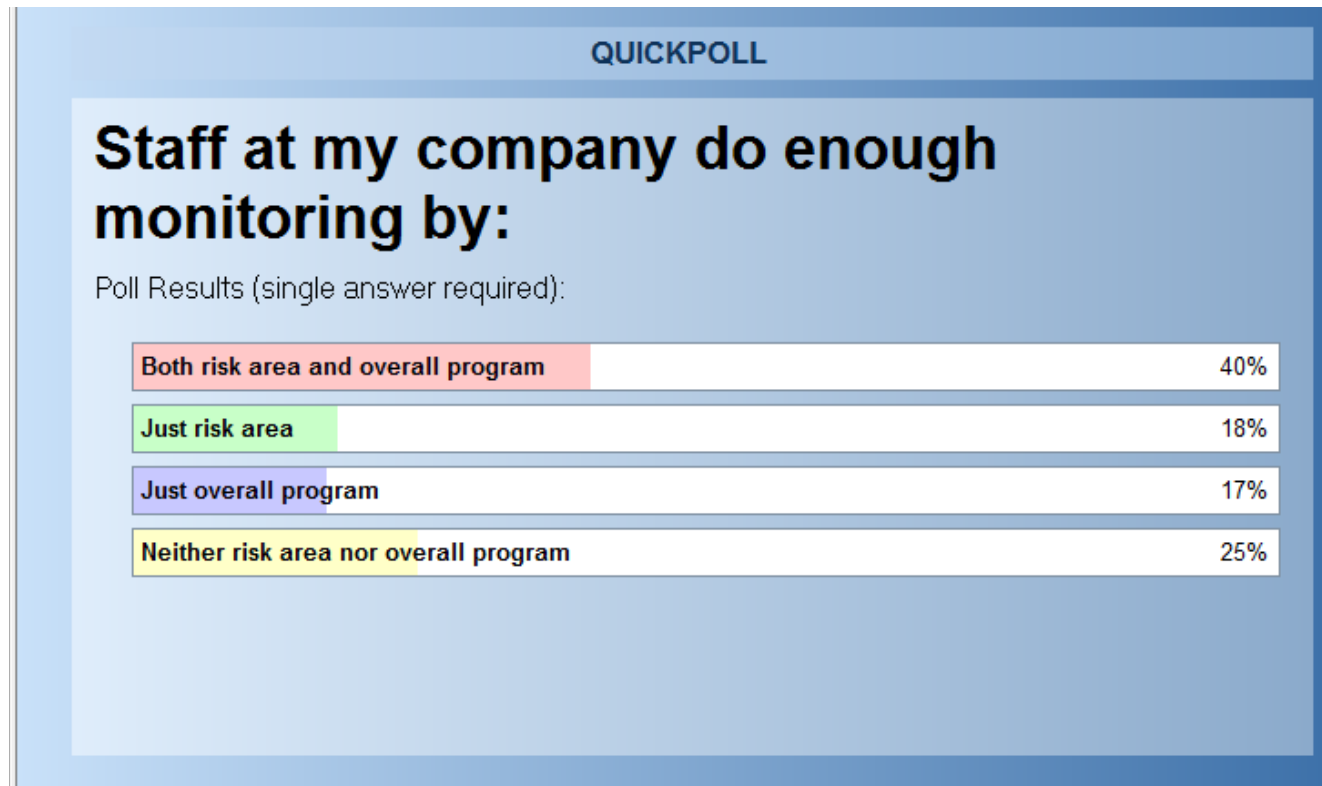 QUICKPOLL
Staff at my company do enough
monitoring by:
Poll Results (single answer required):
Both risk area and overall program 40%
Just risk area 18%
Just overall program 17%
Neither risk area nor overall program 25%